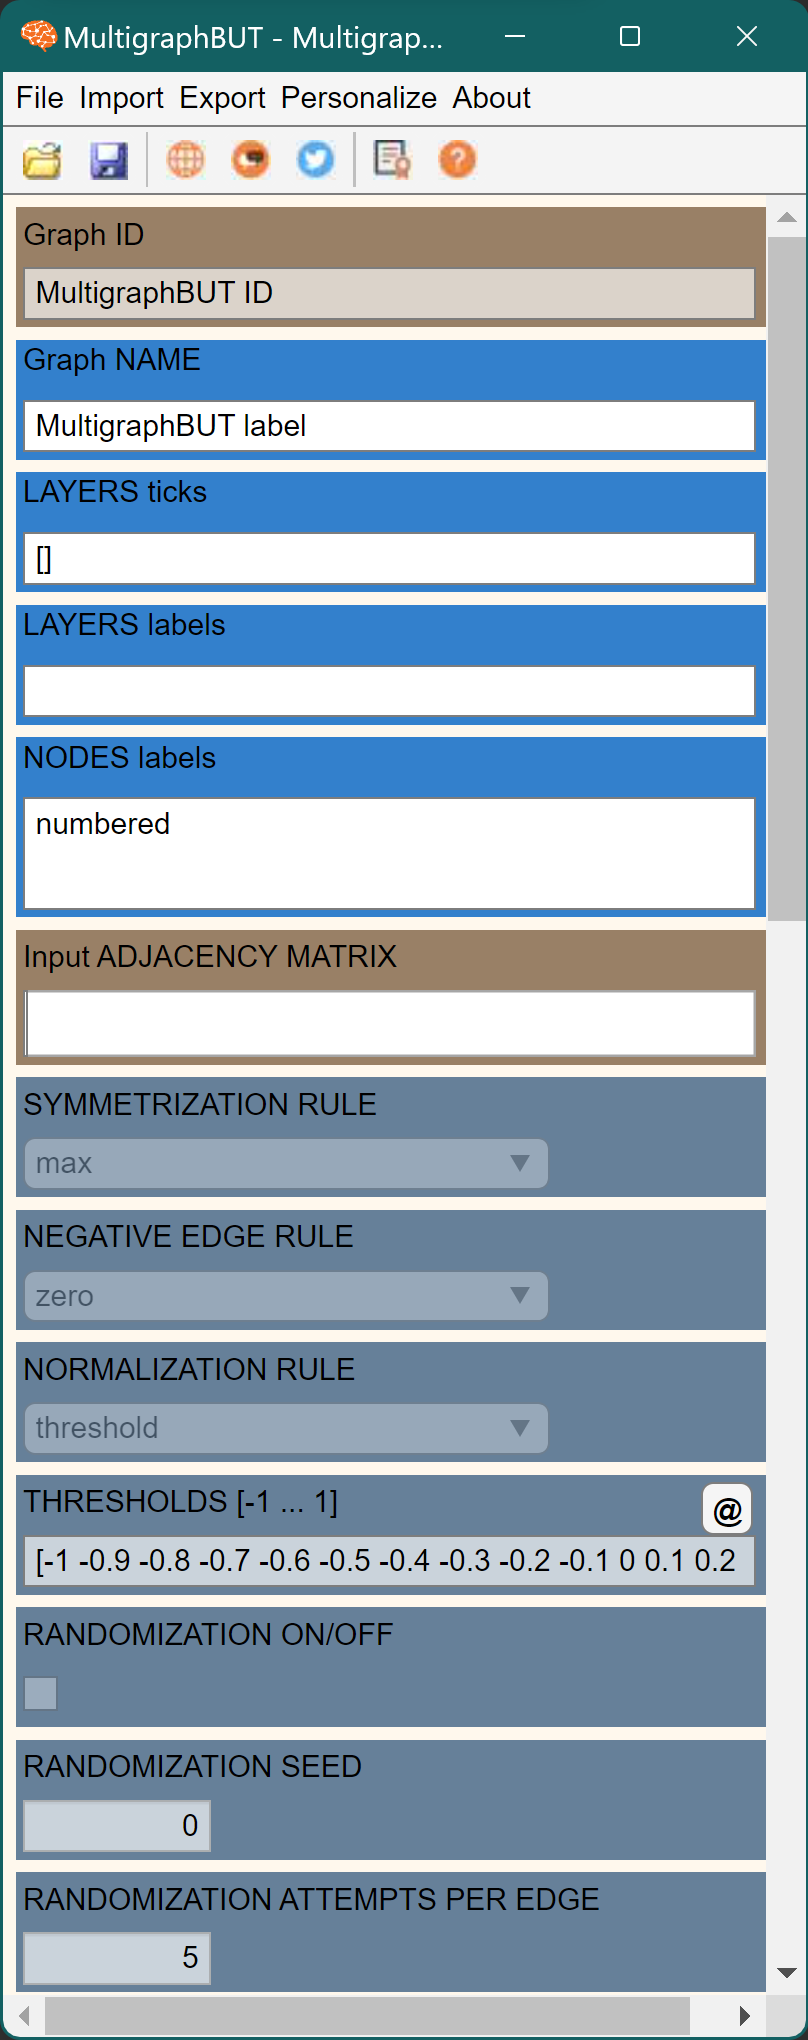 MultigraphBUT - Multigrap...
File Import Export Personalize About
?
Graph ID
MultigraphBUT ID
Graph NAME
MultigraphBUT label
LAYERS ticks
[]
LAYERS labels
NODES labels
numbered
Input ADJACENCY MATRIX
SYMMETRIZATION RULE
max
NEGATIVE EDGE RULE
zero
NORMALIZATION RULE
threshold
THRESHOLDS [-1 ... 1]
@
[-1 -0.9 -0.8 -0.7 -0.6 -0.5 -0.4 -0.3 -0.2 -0.1 0 0.1 0.2
RANDOMIZATION ON/OFF
RANDOMIZATION SEED
0
RANDOMIZATION ATTEMPTS PER EDGE
5